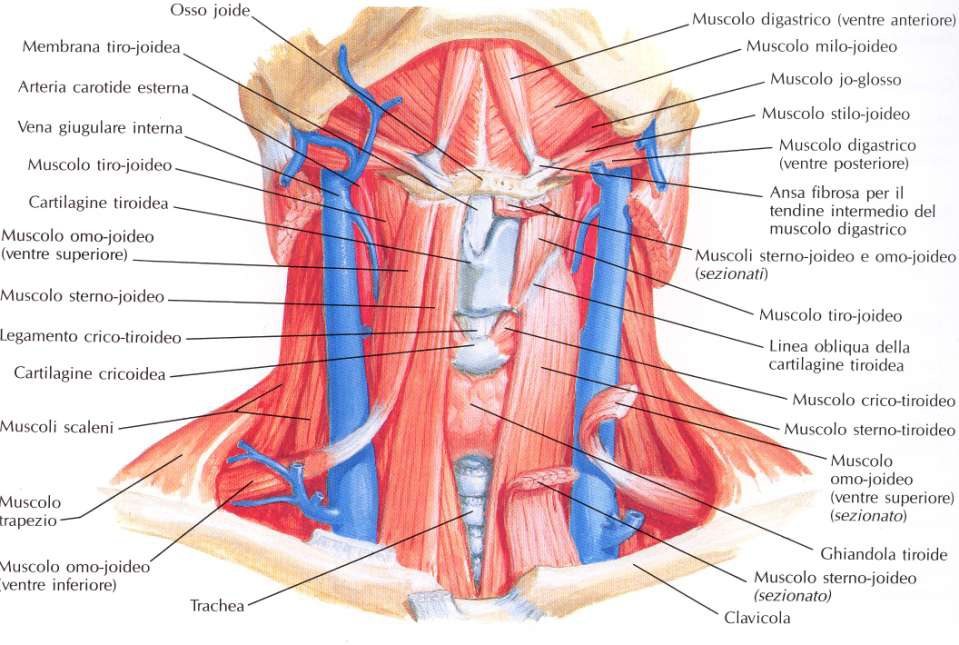 Osso joide
Membrana tiro-joidea
Arteria carotide esterna
Vena giugulare interna
Muscolo tiro-joideo
Cartilagine tiroidea
Muscolo omo-joideo
(ventre superiore)
Muscolo sterno-joideo
Legamento crico-tiroideo
Cartilagine cricoidea
Muscoli scaleni
Muscolo
trapezio
Muscolo omo-joideo
(ventre inferiore)
Trachea
Muscolo digastrico (ventre anteriore)
Muscolo milo-joideo
Muscolo jo-glosso
Muscolo stilo-joideo
Muscolo digastrico
(ventre posteriore)
Ansa fibrosa per il
tendine intermedio del
muscolo digastrico
Muscoli sterno-joideo e omo-joideo
(sezionati)
Muscolo tiro-joideo
Linea obliqua della
cartilagine tiroidea
Muscolo crico-tiroideo
Muscolo sterno-tiroideo
Muscolo
omo-joideo
(ventre superiore)
(sezionato)
Ghiandola tiroide
Muscolo sterno-joideo
(sezionato)
Clavicola